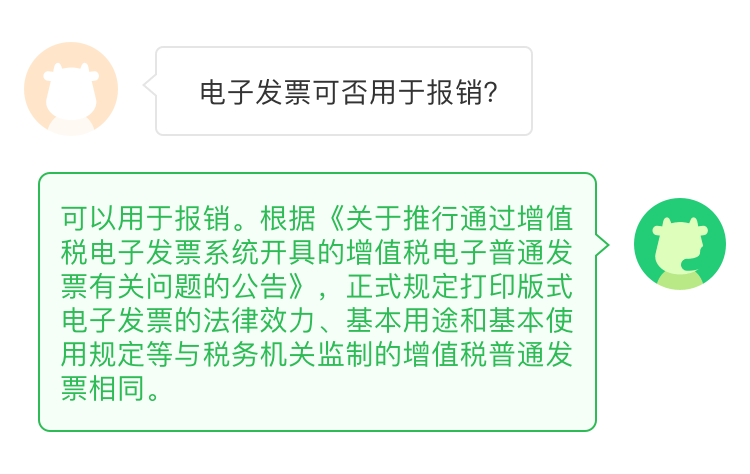 电子发票可否用于报销？
可以用于报销。根据《关于推行通过增值
税电子发票系统开具的增值税电子普通发
票有关问题的公告》，正式规定打印版式
电子发票的法律效力、基本用途和基本使
用规定等与税务机关监制的增值税普通发
票相同。